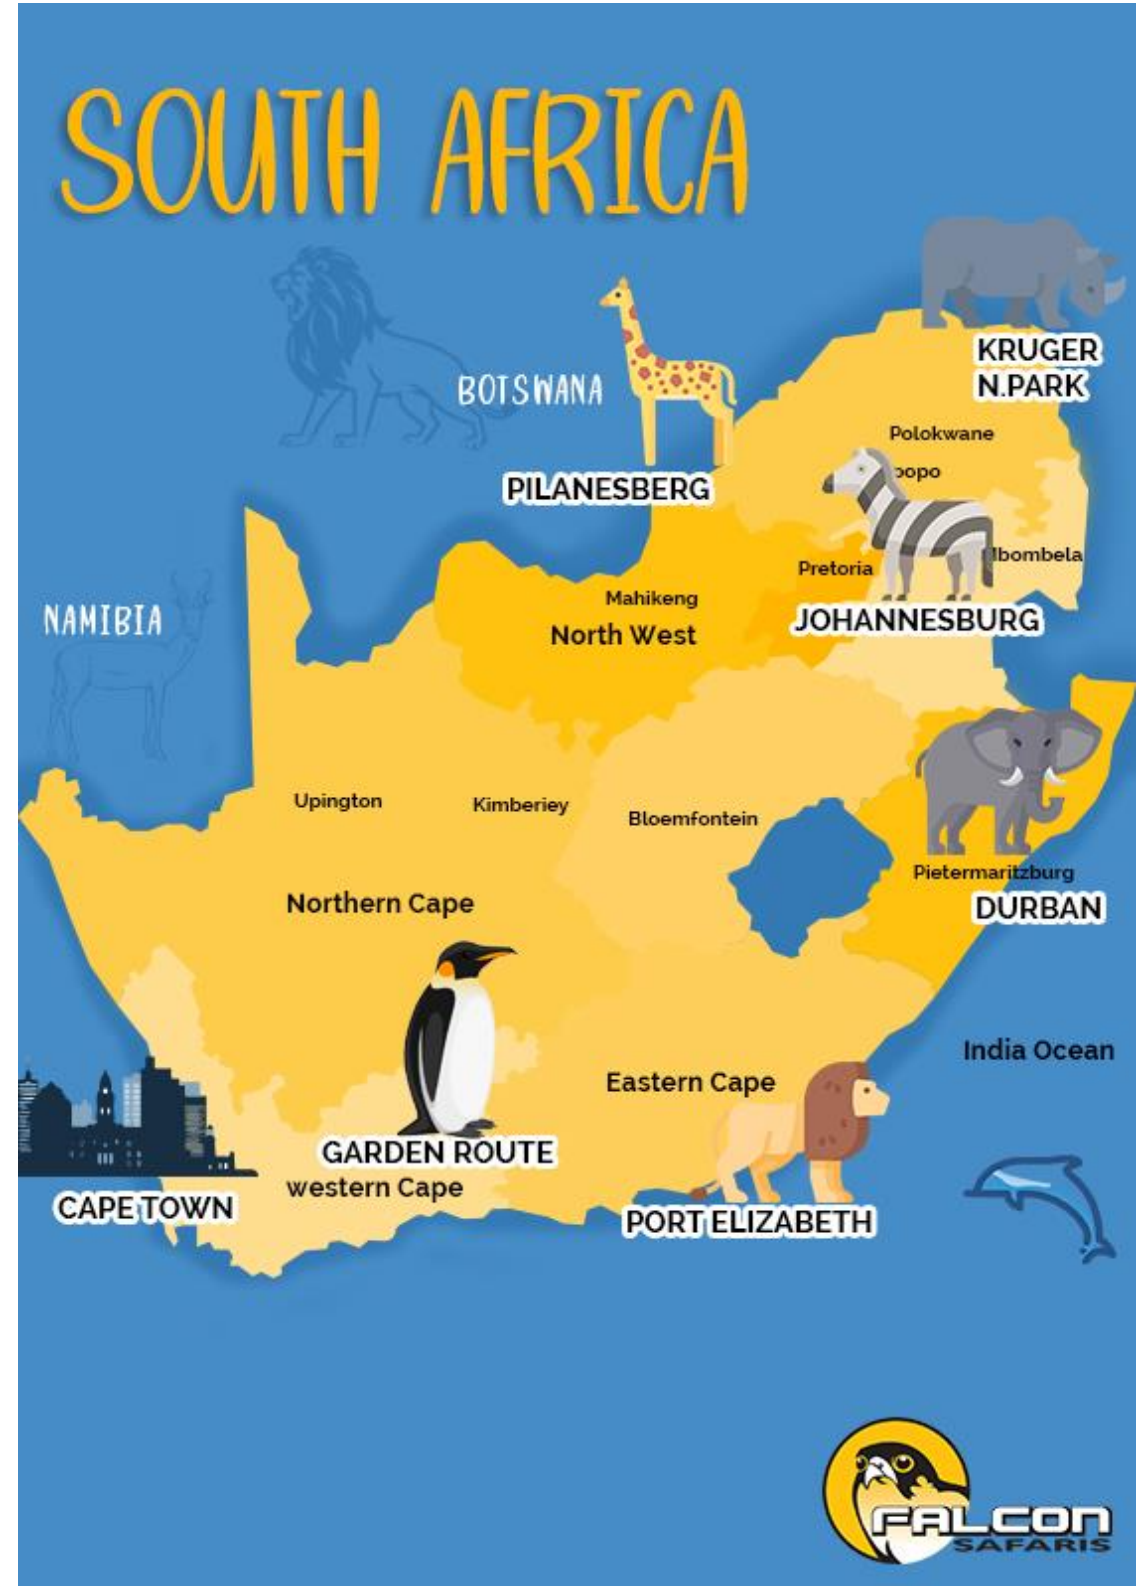 SOUTH AFRICA
KRUGER
N.PARK
BOTSWANA
Polokwane
popo
PILANESBERG
Mbombela
Pretoria
Mahikeng
NAMIBIA
JOHANNESBURG
North West
Upington
Kimberiey
Bloemfontein
Pietermaritzburg
Northern Cape
DURBAN
India Ocean
Eastern Cape
GARDEN ROUTE
western Cape
CAPE TOWN
PORT ELIZABETH
FALCON
SAFARIS